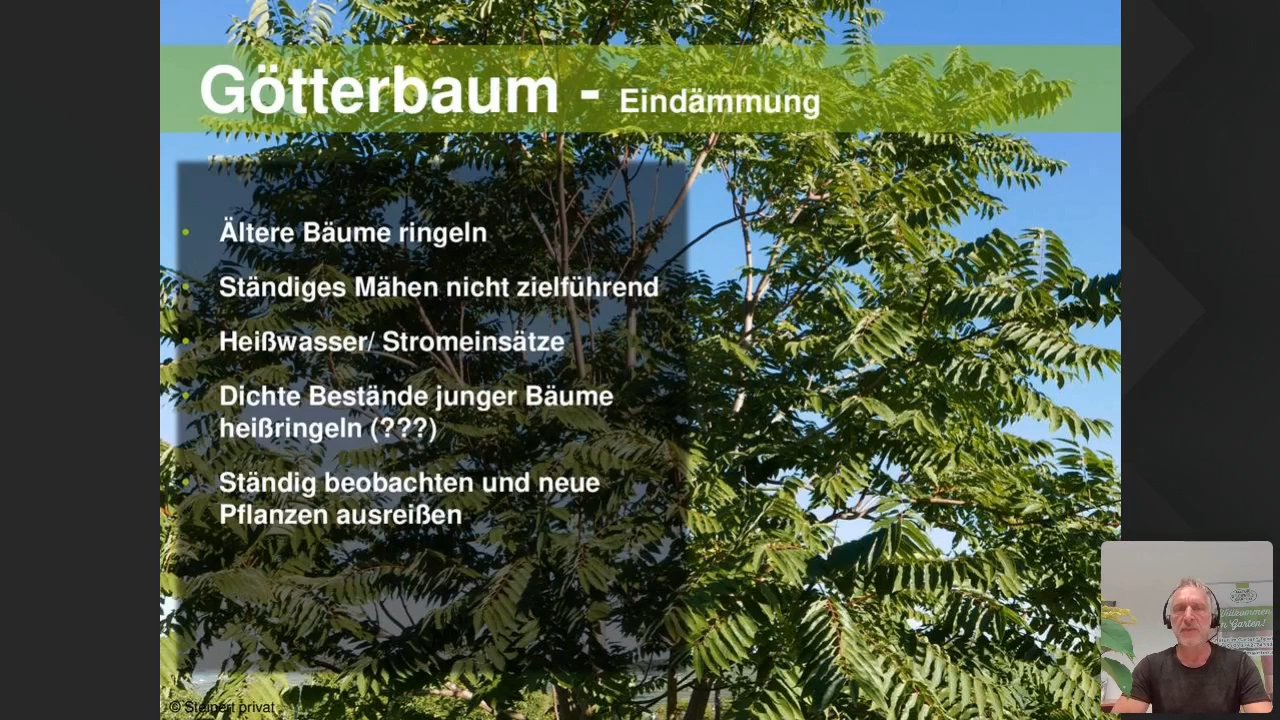 Götterbaum - Eindämmung
Ältere Bäume ringeln
Ständiges Mähen nicht zielführend
Heißwasser/ Stromeinsätze
Dichte Bestände junger Bäume
heißringeln (???)
Ständig beobachten und neue
Pflanzen ausreißen
© Steinert privat
Willkommen
Garten!